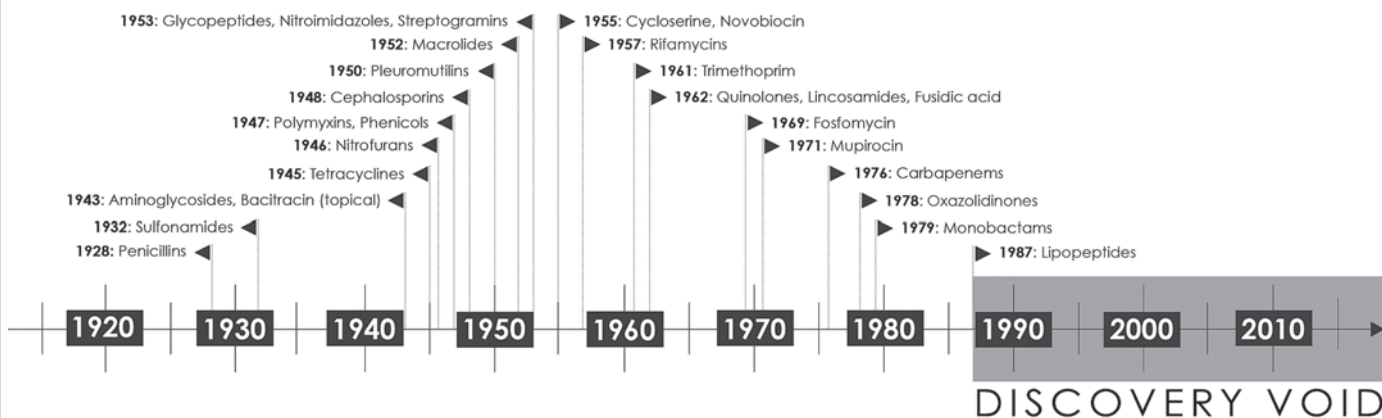 1953: Glycopeptides, Nitroimidazoles, Streptogramins
1952: Macrolides
1950: Pleuromutilins
1948: Cephalosporins
1947: Polymyxins, Phenicols
1946: Nitrofurans
1945: Tetracyclines
1943: Aminoglycosides, Bacitracin (topical)
1932: Sulfonamides
1928: Penicillins
1955: Cycloserine, Novobiocin
1957: Rifamycins
1961: Trimethoprim
1962: Quinolones, Lincosamides, Fusidic acid
1969: Fosfomycin
1971: Mupirocin
1976: Carbapenems
1978: Oxazolidinones
1979: Monobactams
1987: Lipopeptides
1920 1930 1940 1950 1960 1970 1980 1990 2000 2010
DISCOVERY VOID